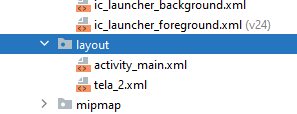 ic_launcher_background.xml
ic_launcher_foreground.xml (v24)
layout
activity_main.xml
tela_2.xml
mipmap